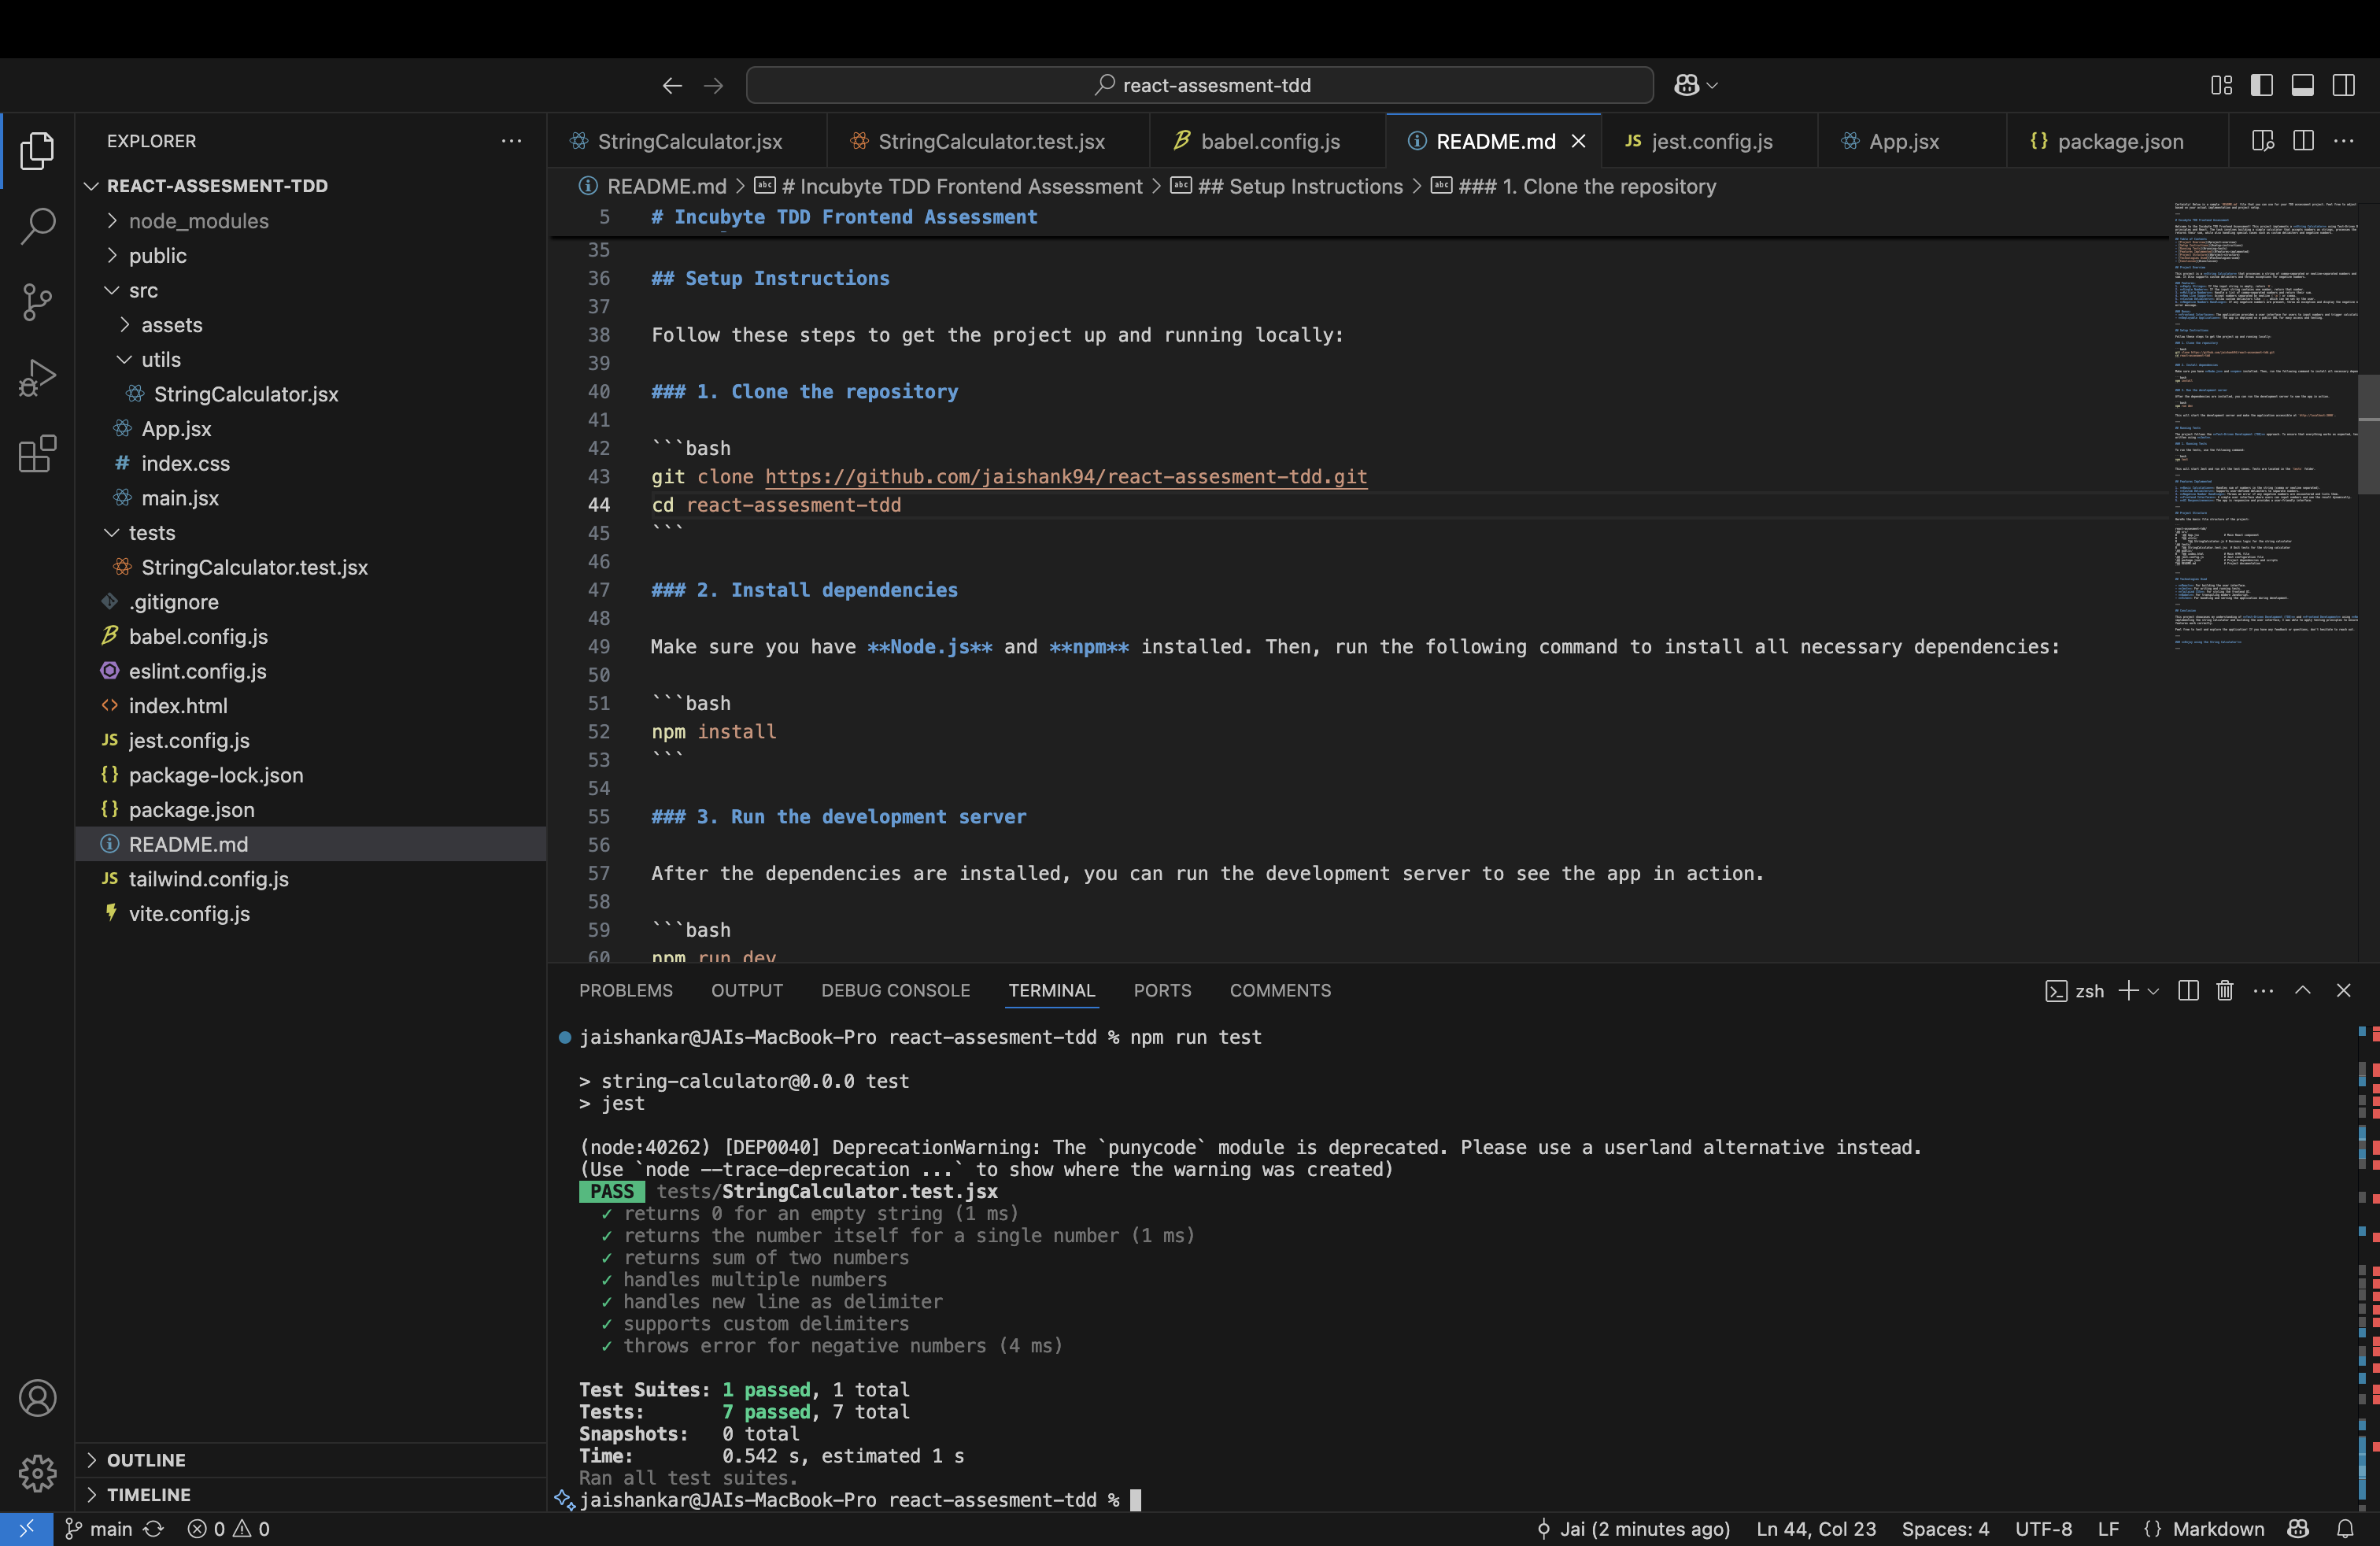 react-assesment-tdd
EXPLORER
REACT-ASSESMENT-TDD
node_modules
public
src
assets
utils
StringCalculator.jsx
App.jsx
index.css
main.jsx
tests
StringCalculator.test.jsx
.gitignore
babel.config.js
eslint.config.js
index.html
jest.config.js
package-lock.json
package.json
README.md
tailwind.config.js
vite.config.js
OUTLINE
TIMELINE
StringCalculator.jsx StringCalculator.test.jsx babel.config.js README.md JS jest.config.js App.jsx {} package.json
README.md > # Incubyte TDD Frontend Assessment > ## Setup Instructions > ### 1. Clone the repository
5 # Incubyte TDD Frontend Assessment
35
36 ## Setup Instructions
37
38 Follow these steps to get the project up and running locally:
39
40 ### 1. Clone the repository
41
42 ```bash
43 git clone https://github.com/jaishank94/react-assesment-tdd.git
44 cd react-assesment-tdd
45 ```
46
47 ### 2. Install dependencies
48
49 Make sure you have **Node.js** and **npm** installed. Then, run the following command to install all necessary dependencies:
50
51 ```bash
52 npm install
53 ```
54
55 ### 3. Run the development server
56
57 After the dependencies are installed, you can run the development server to see the app in action.
58
59 ```bash
60 npm run dev
PROBLEMS OUTPUT DEBUG CONSOLE TERMINAL PORTS COMMENTS
zsh
jaishankar@JAIs-MacBook-Pro react-assesment-tdd % npm run test
> string-calculator@0.0.0 test
> jest
(node:40262) [DEP0040] DeprecationWarning: The `punycode` module is deprecated. Please use a userland alternative instead.
(Use `node --trace-deprecation ...` to show where the warning was created)
PASS tests/StringCalculator.test.jsx
✓ returns 0 for an empty string (1 ms)
✓ returns the number itself for a single number (1 ms)
✓ returns sum of two numbers
✓ handles multiple numbers
✓ handles new line as delimiter
✓ supports custom delimiters
✓ throws error for negative numbers (4 ms)
Test Suites: 1 passed, 1 total
Tests: 7 passed, 7 total
Snapshots: 0 total
Time: 0.542 s, estimated 1 s
Ran all test suites.
jaishankar@JAIs-MacBook-Pro react-assesment-tdd %
main 0 0
Jai (2 minutes ago) Ln 44, Col 23 Spaces: 4 UTF-8 LF {} Markdown